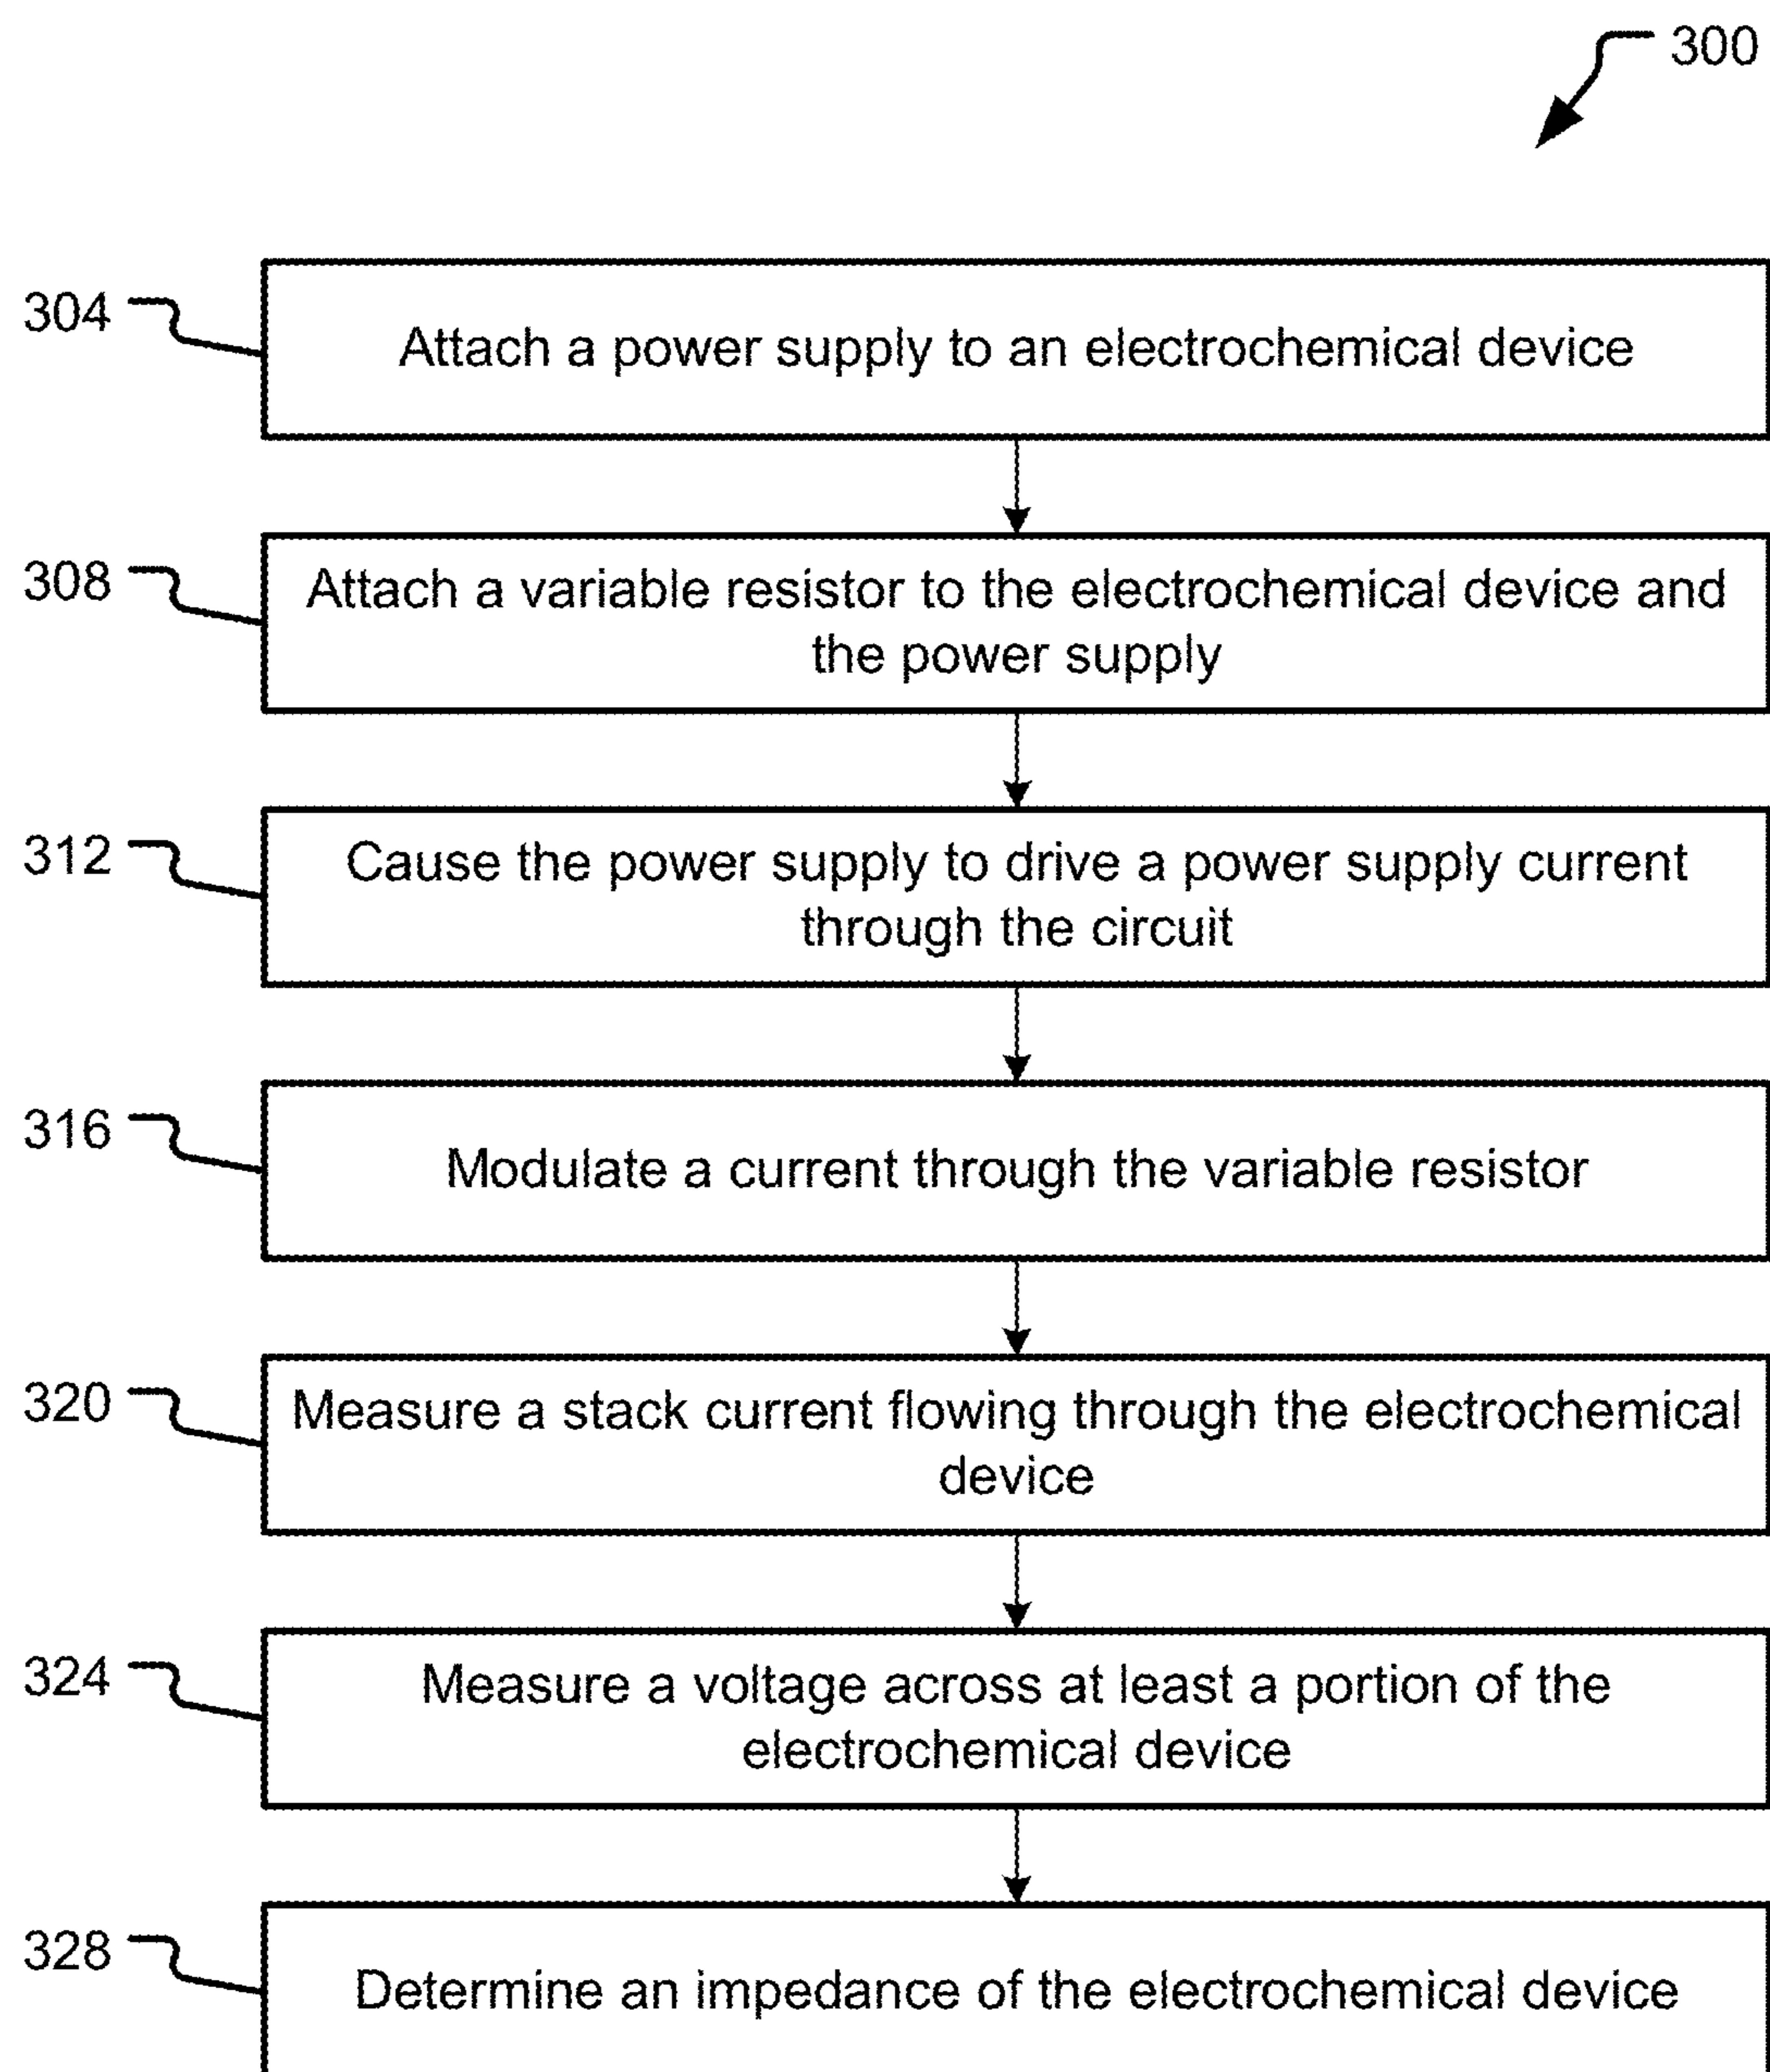 300
304
Attach a power supply to an electrochemical device
308
Attach a variable resistor to the electrochemical device and
the power supply
312
Cause the power supply to drive a power supply current
through the circuit
316
Modulate a current through the variable resistor
320
Measure a stack current flowing through the electrochemical
device
324
Measure a voltage across at least a portion of the
electrochemical device
328
Determine an impedance of the electrochemical device